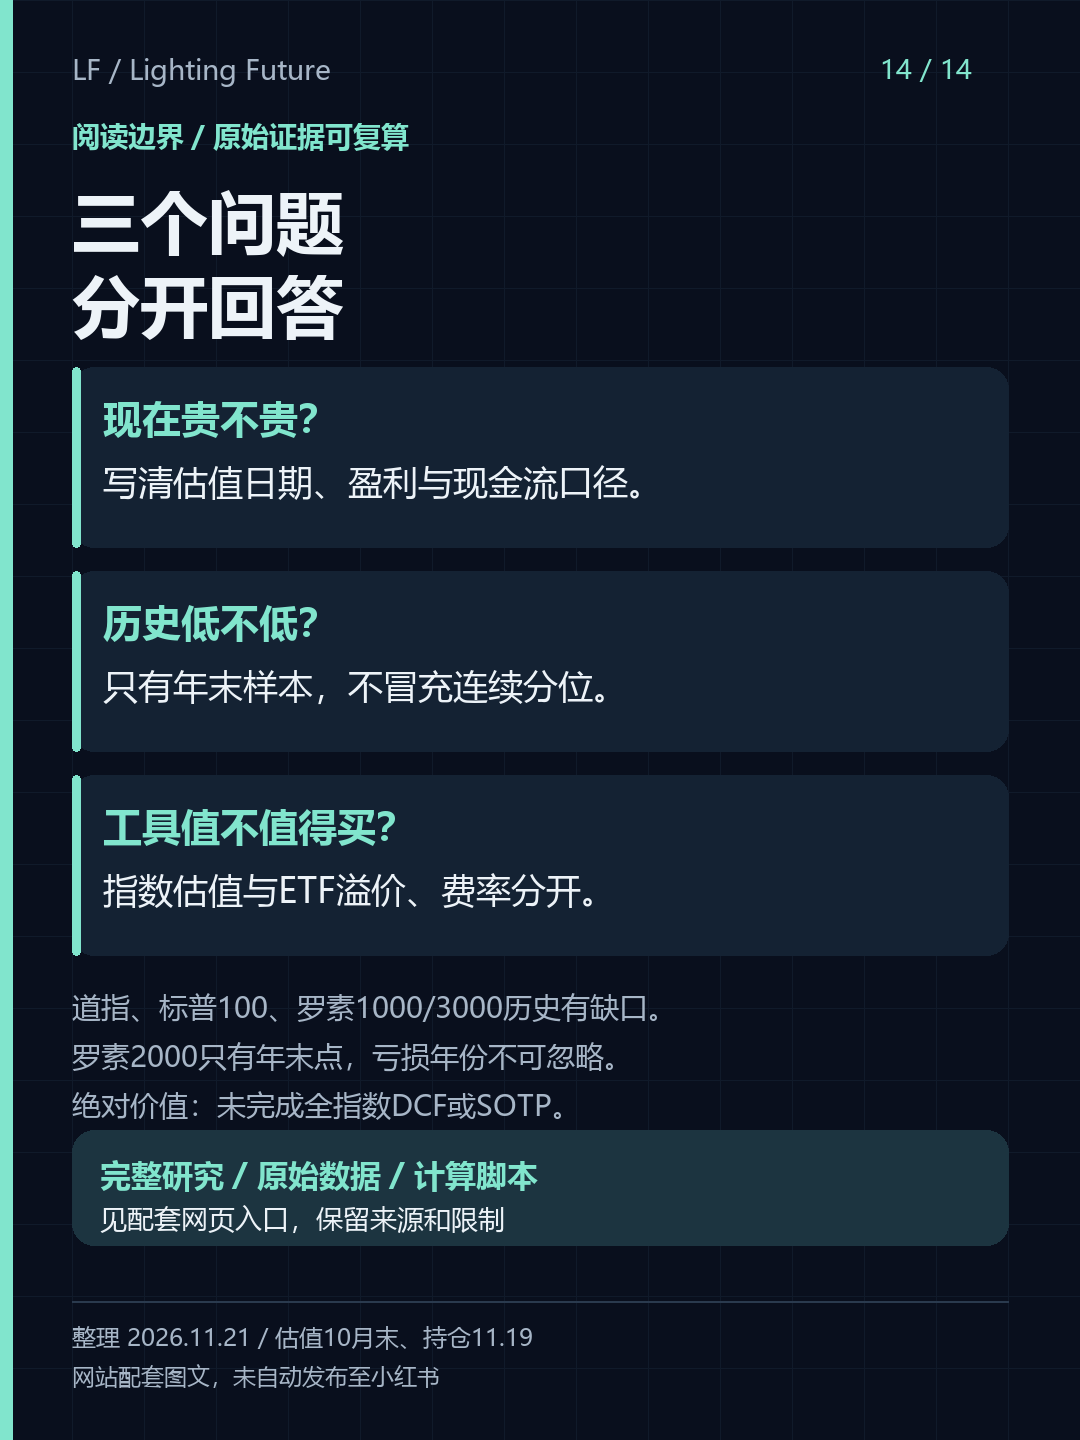 LF / Lighting Future
14 / 14
阅读边界 / 原始证据可复算
三个问题
分开回答
现在贵不贵？
写清估值日期、盈利与现金流口径。
历史低不低？
只有年末样本，不冒充连续分位。
工具值不值得买？
指数估值与ETF溢价、费率分开。
道指、标普100、罗素1000/3000历史有缺口。
罗素2000只有年末点，亏损年份不可忽略。
绝对价值：未完成全指数DCF或SOTP。
完整研究 / 原始数据 / 计算脚本
见配套网页入口，保留来源和限制
整理 2026.11.21 / 估值10月末、持仓11.19
网站配套图文，未自动发布至小红书